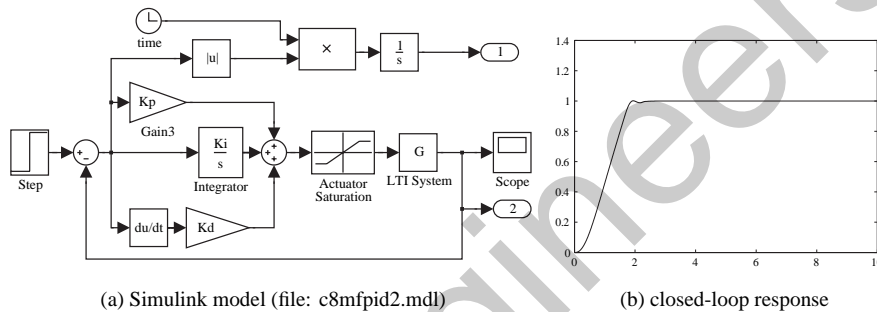 time
|u|
×
1
s
1
Kp
Gain3
Step
+
−
Ki
s
Integrator
+
+
+
Actuator
Saturation
G
LTI System
Scope
2
du/dt
Kd
1.4
1.2
1
0.8
0.6
0.4
0.2
0
0
2
4
6
8
10
(a) Simulink model (file: c8mfpid2.mdl)
(b) closed-loop response